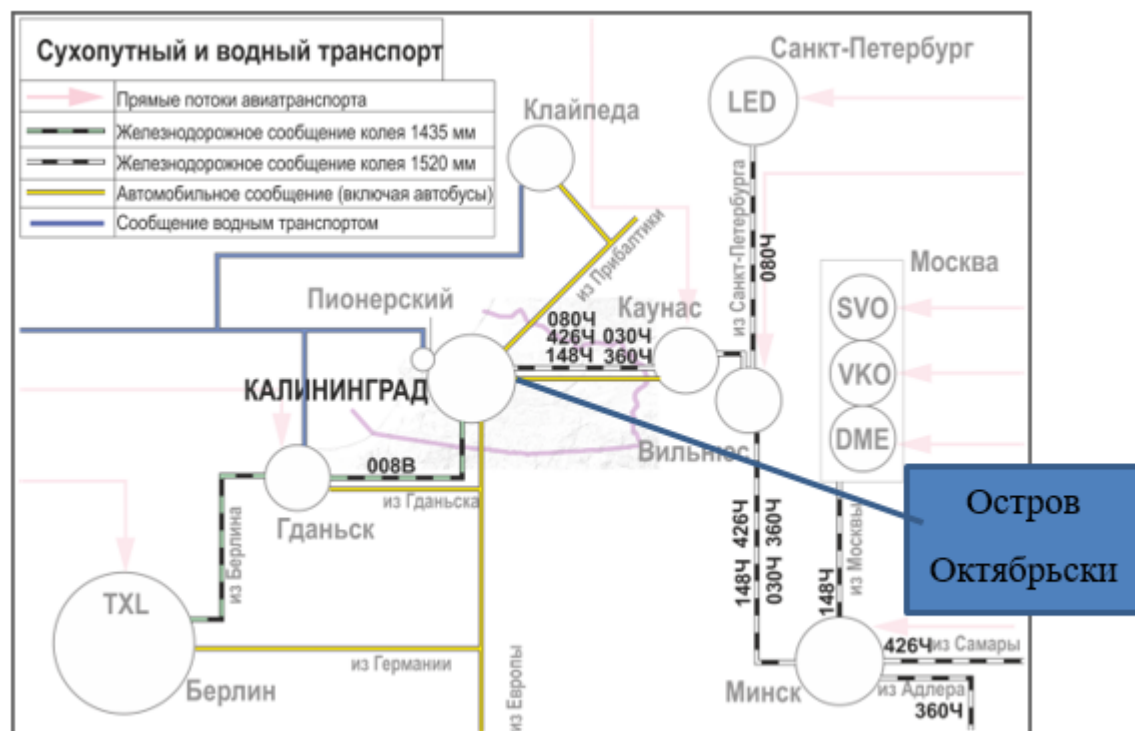 Сухопутный и водный транспорт
Прямые потоки авиатранспорта
Железнодорожное сообщение колея 1435 мм
Железнодорожное сообщение колея 1520 мм
Автомобильное сообщение (включая автобусы)
Сообщение водным транспортом
Санкт-Петербург
LED
Клайпеда
из Санкт-Петербурга
080Ч
из Прибалтики
Москва
SVO
VKO
DME
Пионерский
Каунас
080Ч
426Ч 030Ч
148Ч 360Ч
КАЛИНИНГРАД
Вильнюс
008В
из Гданьска
Гданьск
из Берлина
TXL
Берлин
из Германии
из Европы
148Ч 426Ч
030Ч 360Ч
148Ч
из Москвы
Минск
426Ч из Самары
из Адлера
360Ч
Остров
Октябрьски